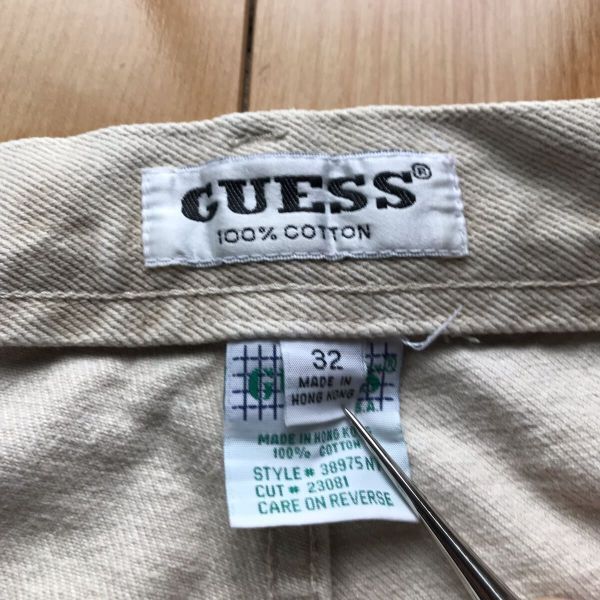 GUESS®
100% COTTON
32
MADE IN
HONG KONG
G
MADE IN HONG
100% COTTON
STYLE# 38975
CUT# 23081
CARE ON REVERSE